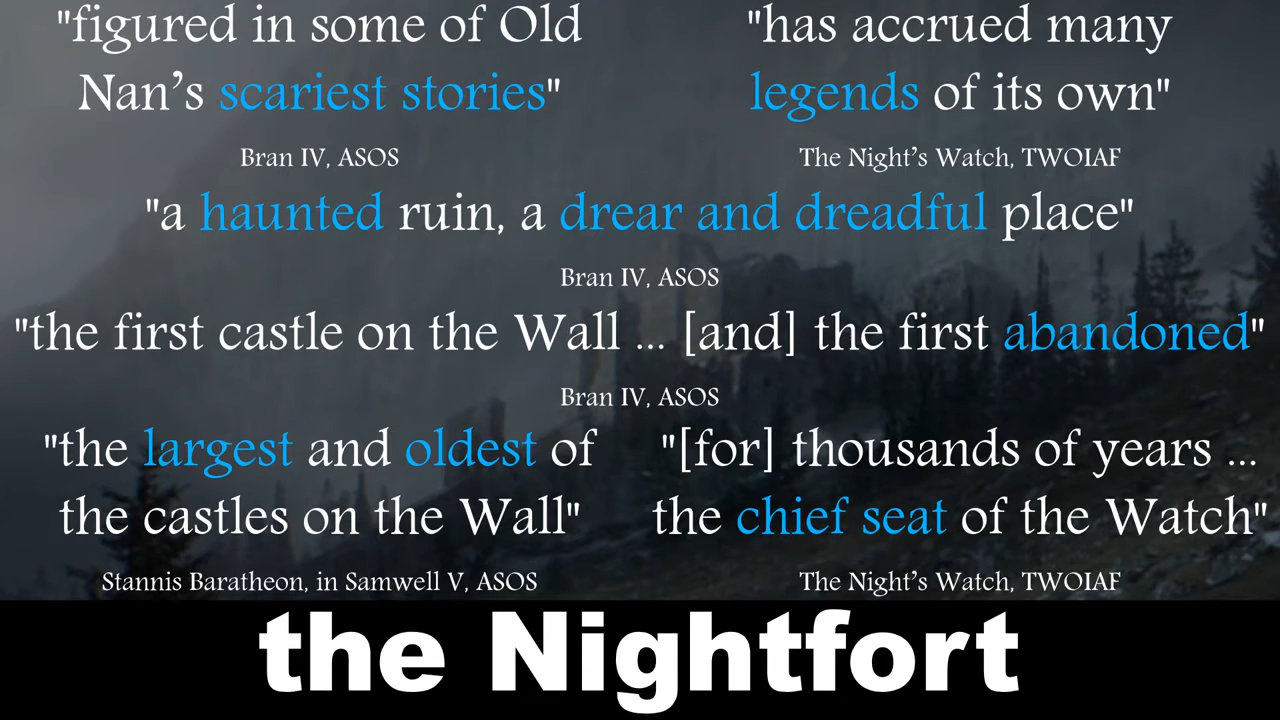 "figured in some of Old
Nan’s scariest stories"
Bran IV, ASOS
"has accrued many
legends of its own"
The Night’s Watch, TWOIAF
"a haunted ruin, a drear and dreadful place"
Bran IV, ASOS
"the first castle on the Wall ... [and] the first abandoned"
Bran IV, ASOS
"the largest and oldest of
the castles on the Wall"
Stannis Baratheon, in Samwell V, ASOS
"[for] thousands of years ...
the chief seat of the Watch"
The Night’s Watch, TWOIAF
the Nightfort